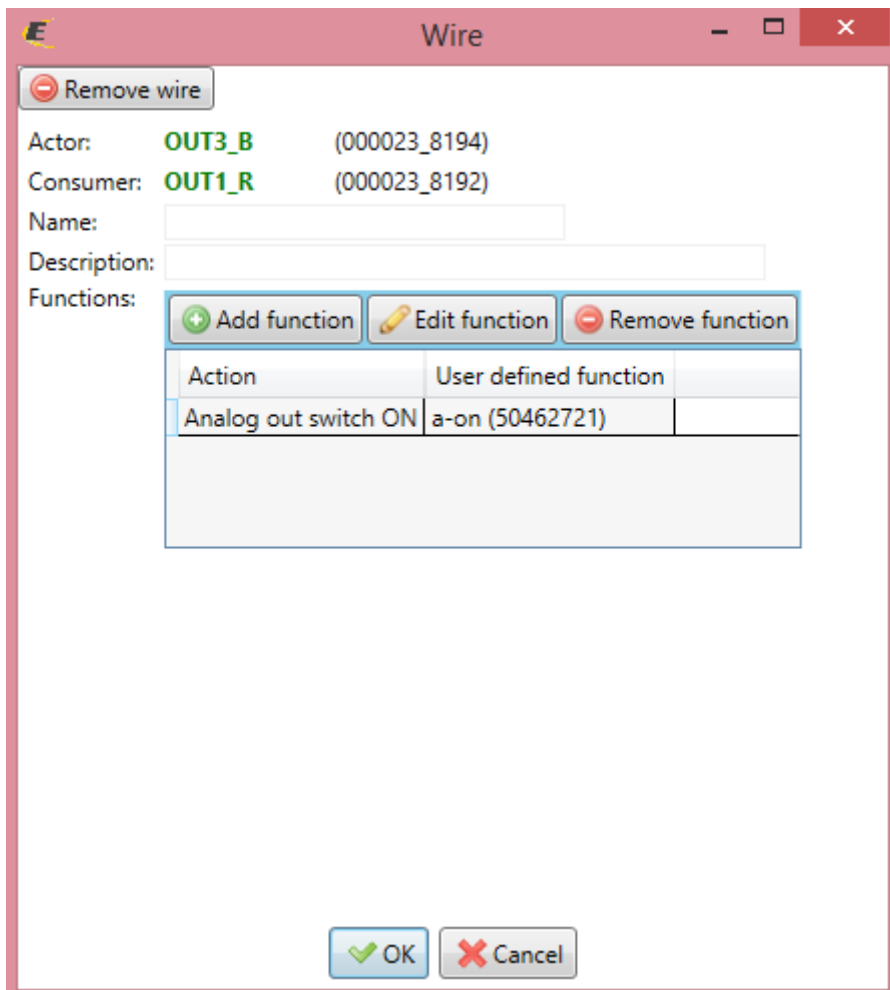 Wire
Remove wire
Actor: OUT3_B (000023_8194)
Consumer: OUT1_R (000023_8192)
Name:
Description:
Functions:
Add function Edit function Remove function
Action User defined function
Analog out switch ON a-on (50462721)
OK Cancel